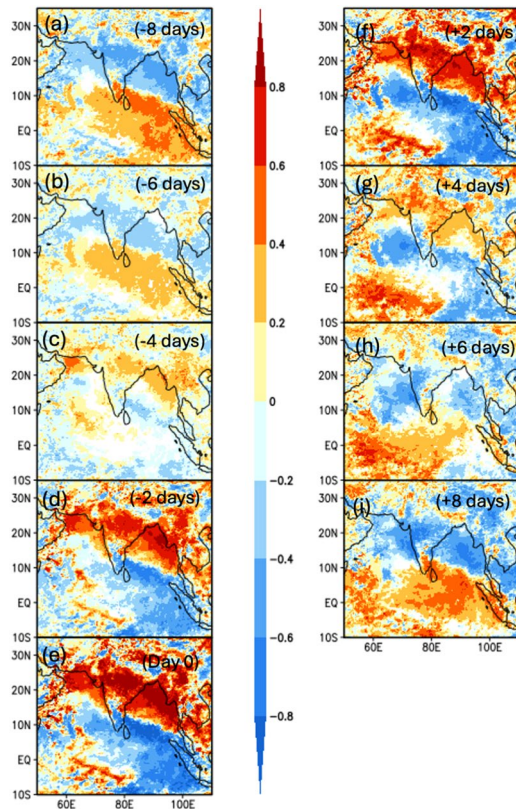 (a) (-8 days)
30N
20N
10N
EQ
10S
(b) (-6 days)
30N
20N
10N
EQ
10S
(c) (-4 days)
30N
20N
10N
EQ
10S
(d) (-2 days)
30N
20N
10N
EQ
10S
(e) (Day 0)
30N
20N
10N
EQ
10S
60E 80E 100E
0.8
0.6
0.4
0.2
0
−0.2
−0.4
−0.6
−0.8
(f) (+2 days)
30N
20N
10N
EQ
10S
(g) (+4 days)
30N
20N
10N
EQ
10S
(h) (+6 days)
30N
20N
10N
EQ
10S
(i) (+8 days)
30N
20N
10N
EQ
10S
60E 80E 100E